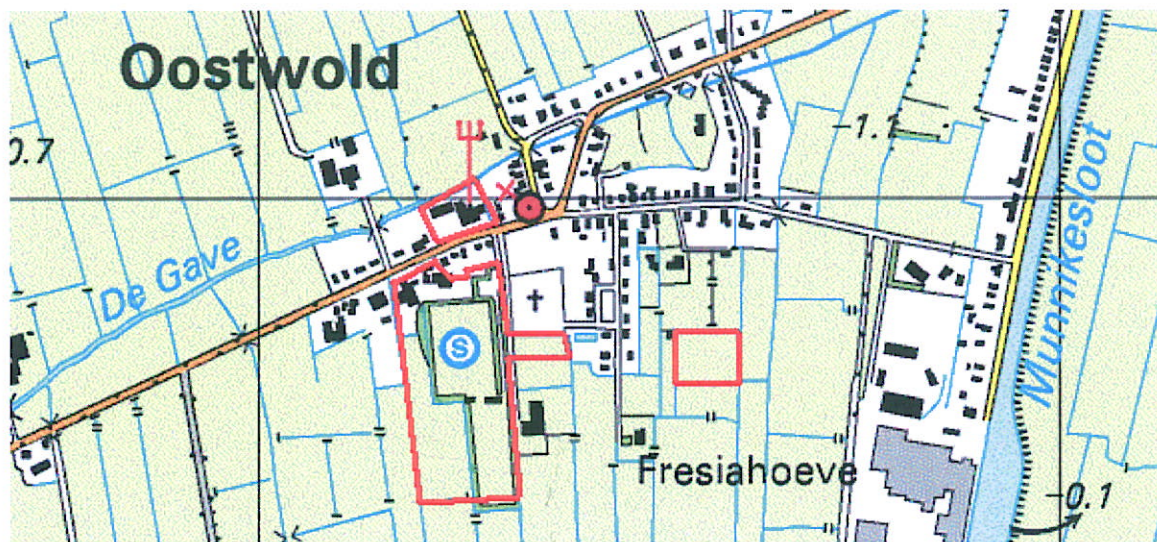 Oostwold
0.7
-1.1
De Gave
Munnikesloot
S
Fresiahoeve
-0.1